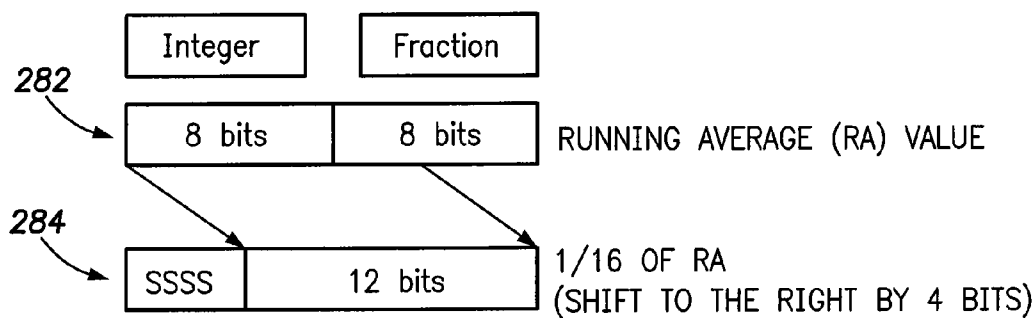 Integer Fraction
282
8 bits 8 bits RUNNING AVERAGE (RA) VALUE
284
SSSS 12 bits 1/16 OF RA
(SHIFT TO THE RIGHT BY 4 BITS)